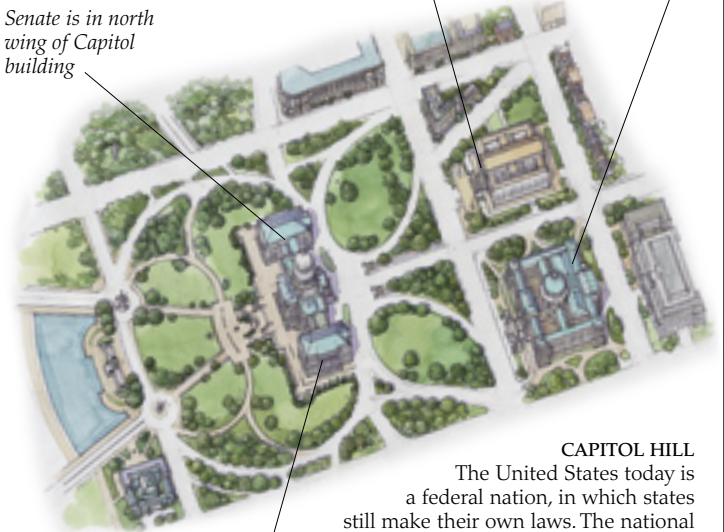 Senate is in north
wing of Capitol
building
CAPITOL HILL
The United States today is
a federal nation, in which states
still make their own laws. The national